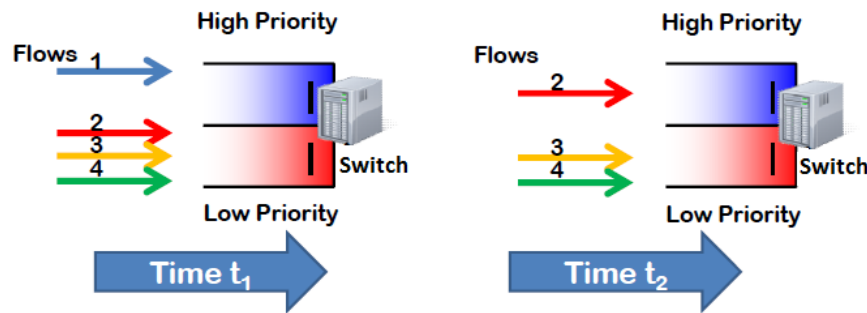 High Priority
Flows
1
2
3
4
Switch
Low Priority
Time t₁
High Priority
Flows
2
3
4
Switch
Low Priority
Time t₂